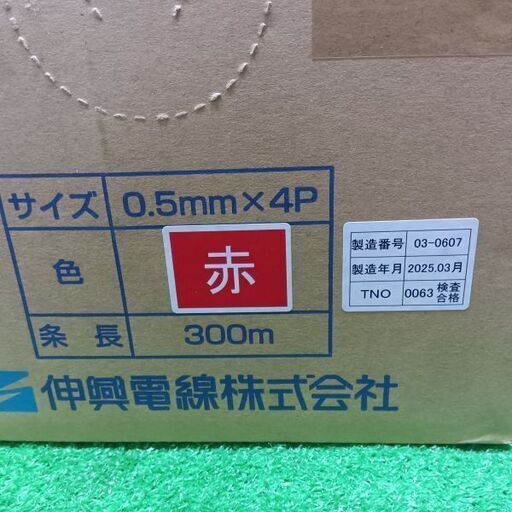 サイズ 0.5mm×4P
色 赤
条長 300m
伸興電線株式会社
製造番号 03-0607
製造年月 2025.03月
TNO 0063 検査合格